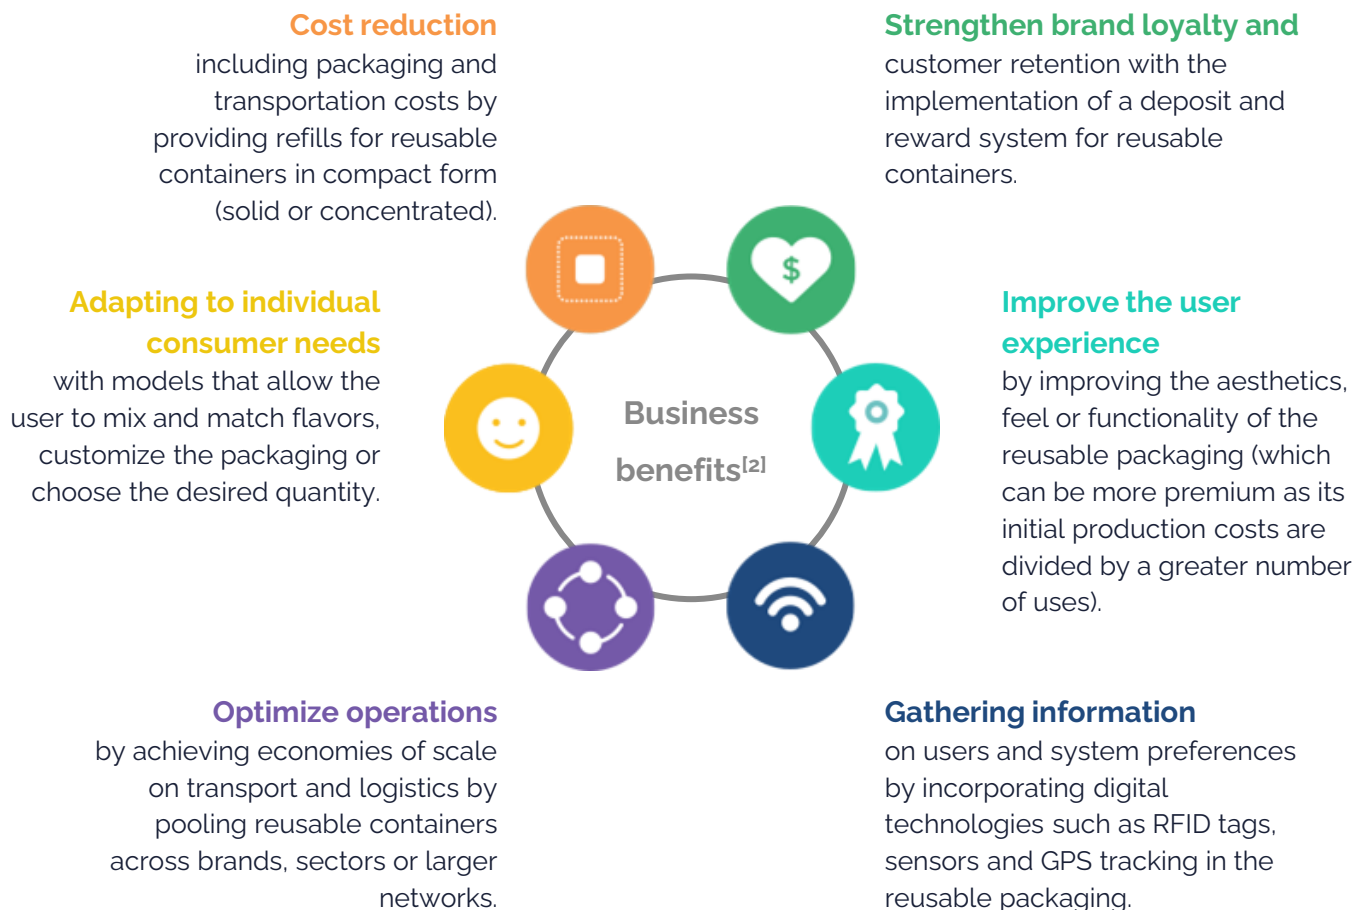 Cost reduction
including packaging and
transportation costs by
providing refills for reusable
containers in compact form
(solid or concentrated).
Strengthen brand loyalty and
customer retention with the
implementation of a deposit and
reward system for reusable
containers.
$
Adapting to individual
consumer needs
with models that allow the
user to mix and match flavors,
customize the packaging or
choose the desired quantity.
Business
benefits[2]
Improve the user
experience
by improving the aesthetics,
feel or functionality of the
reusable packaging (which
can be more premium as its
initial production costs are
divided by a greater number
of uses).
Optimize operations
by achieving economies of scale
on transport and logistics by
pooling reusable containers
across brands, sectors or larger
networks.
Gathering information
on users and system preferences
by incorporating digital
technologies such as RFID tags,
sensors and GPS tracking in the
reusable packaging.